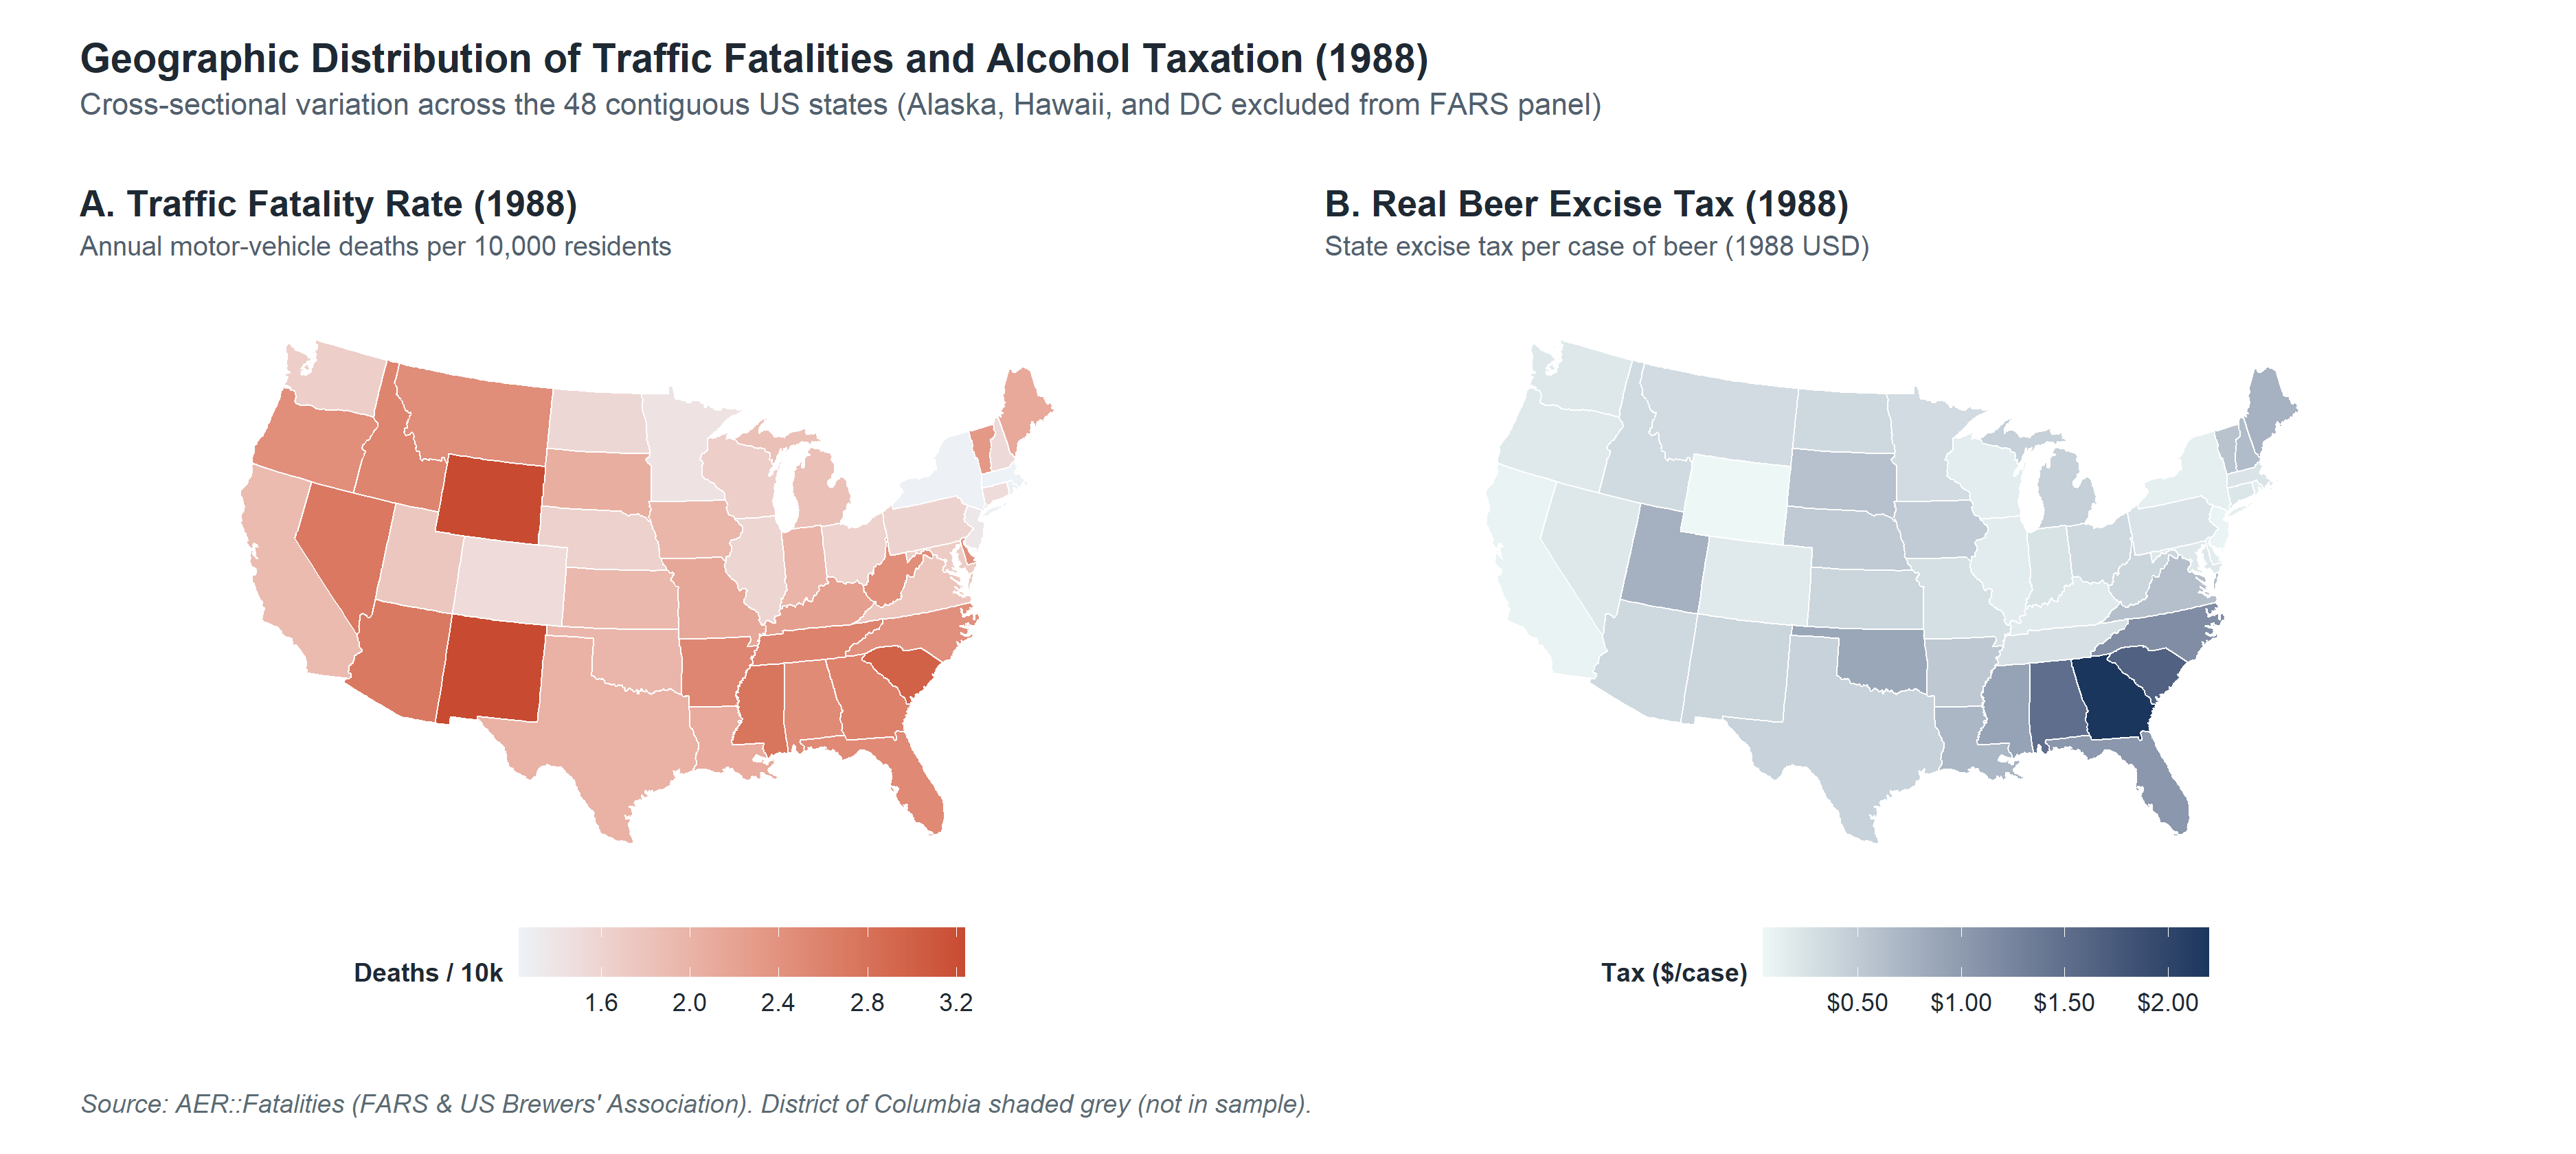 Geographic Distribution of Traffic Fatalities and Alcohol Taxation (1988)
Cross-sectional variation across the 48 contiguous US states (Alaska, Hawaii, and DC excluded from FARS panel)
A. Traffic Fatality Rate (1988)
Annual motor-vehicle deaths per 10,000 residents
Deaths / 10k
1.6 2.0 2.4 2.8 3.2
B. Real Beer Excise Tax (1988)
State excise tax per case of beer (1988 USD)
Tax ($/case)
$0.50 $1.00 $1.50 $2.00
Source: AER::Fatalities (FARS & US Brewers' Association). District of Columbia shaded grey (not in sample).